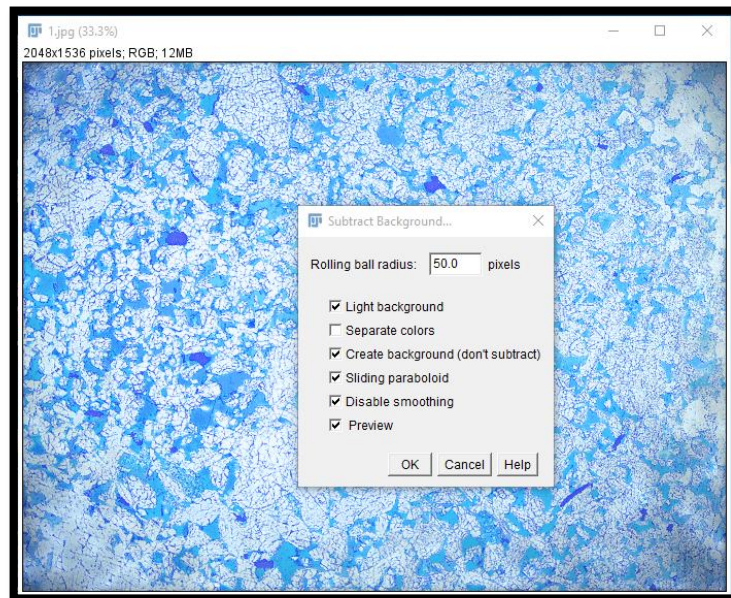 1.jpg (33.3%)
2048x1536 pixels; RGB; 12MB
Subtract Background...
Rolling ball radius: 50.0 pixels
Light background
Separate colors
Create background (don't subtract)
Sliding paraboloid
Disable smoothing
Preview
OK Cancel Help